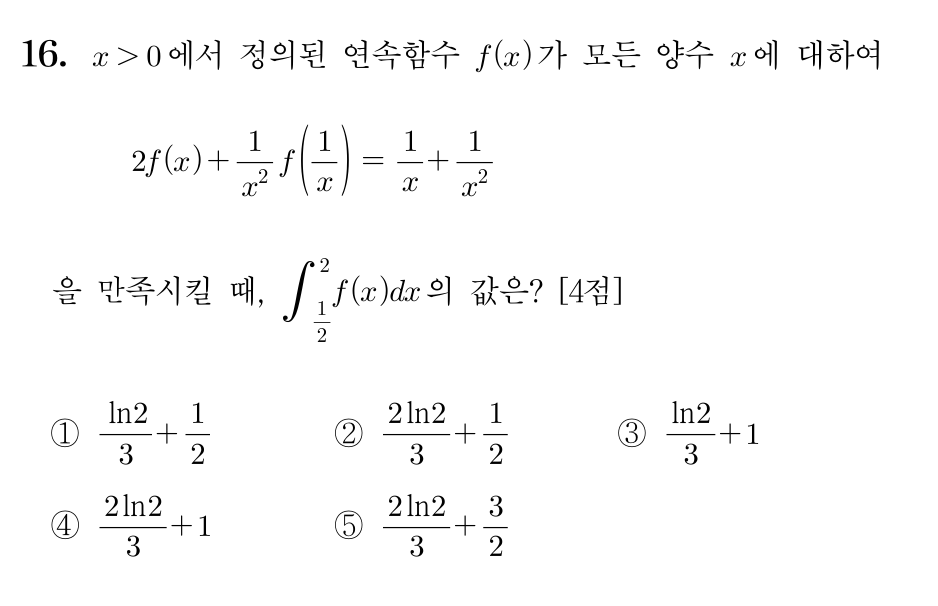 16. x>0에서 정의된 연속함수 f(x)가 모든 양수 x에 대하여
2f(x)+\frac{1}{x^2}f\left(\frac{1}{x}\right)=\frac{1}{x}+\frac{1}{x^2}
을 만족시킬 때, \int_{\frac{1}{2}}^{2}f(x)dx의 값은? [4점]
① \frac{\ln2}{3}+\frac{1}{2} ② \frac{2\ln2}{3}+\frac{1}{2} ③ \frac{\ln2}{3}+1
④ \frac{2\ln2}{3}+1 ⑤ \frac{2\ln2}{3}+\frac{3}{2}